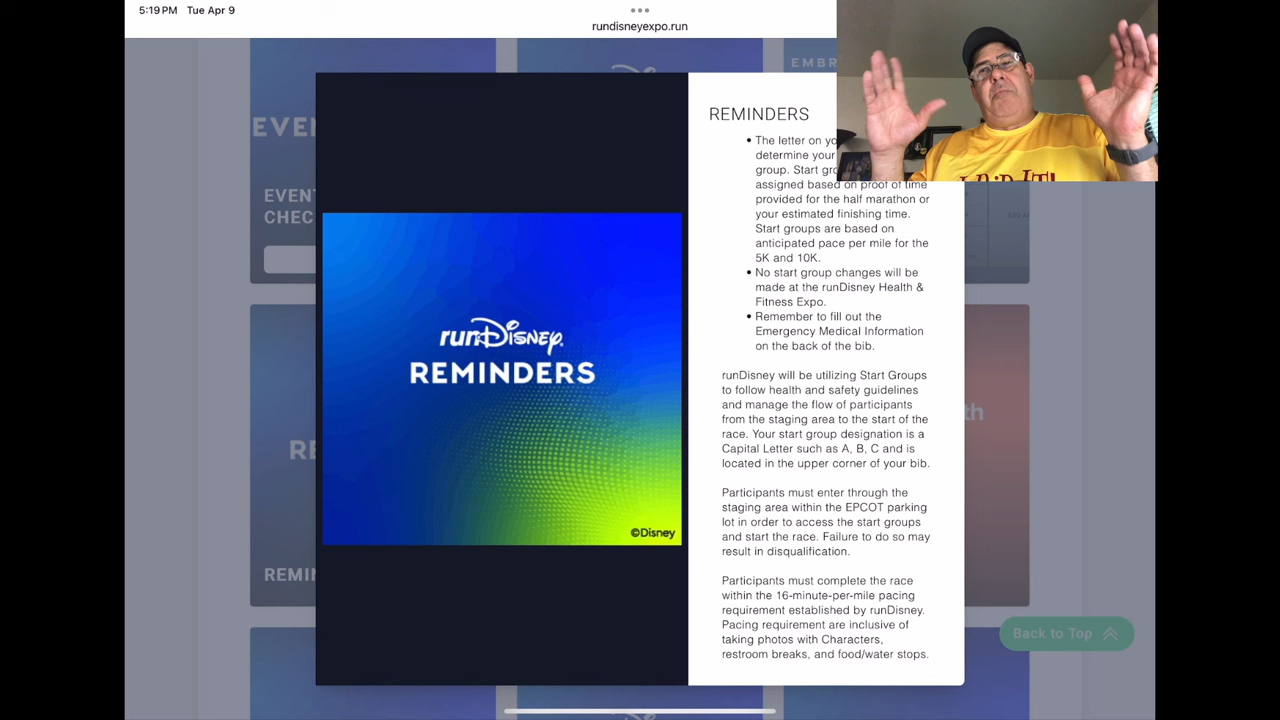 5:19 PM Tue Apr 9
rundisneyexpo.run
EMBR
EVEN
EVENT
CHEC
RE
REMIN
th
REMINDERS
• The letter on yo
determine your
group. Start gro
assigned based on proof of time
provided for the half marathon or
your estimated finishing time.
Start groups are based on
anticipated pace per mile for the
5K and 10K.
• No start group changes will be
made at the runDisney Health &
Fitness Expo.
• Remember to fill out the
Emergency Medical Information
on the back of the bib.
runDisney will be utilizing Start Groups
to follow health and safety guidelines
and manage the flow of participants
from the staging area to the start of the
race. Your start group designation is a
Capital Letter such as A, B, C and is
located in the upper corner of your bib.
Participants must enter through the
staging area within the EPCOT parking
lot in order to access the start groups
and start the race. Failure to do so may
result in disqualification.
Participants must complete the race
within the 16-minute-per-mile pacing
requirement established by runDisney.
Pacing requirement are inclusive of
taking photos with Characters,
restroom breaks, and food/water stops.
runDisney
REMINDERS
©Disney
Back to Top